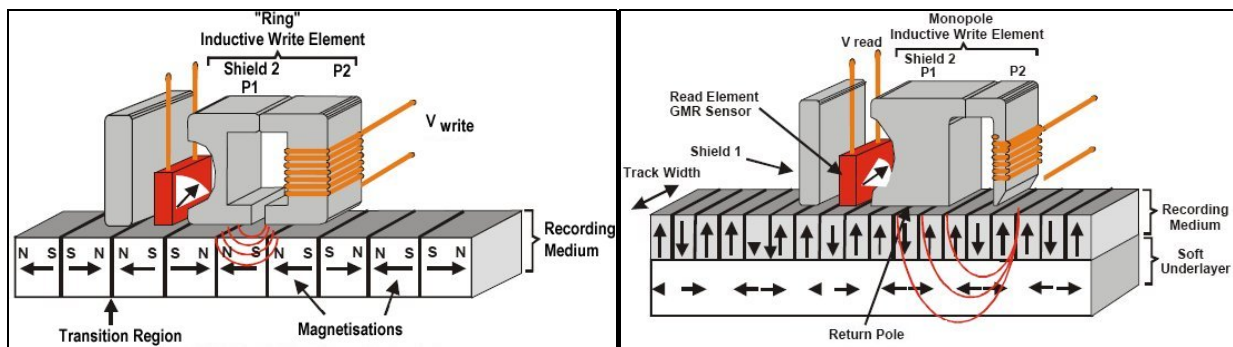 "Ring"
Inductive Write Element
Shield 2
P1
P2
V write
Recording
Medium
N S S N N S S N N S N S N S S N
Transition Region
Magnetisations
Monopole
Inductive Write Element
V read
Shield 2
P1
P2
Read Element
GMR Sensor
Shield 1
Track Width
Recording
Medium
Soft
Underlayer
Return Pole